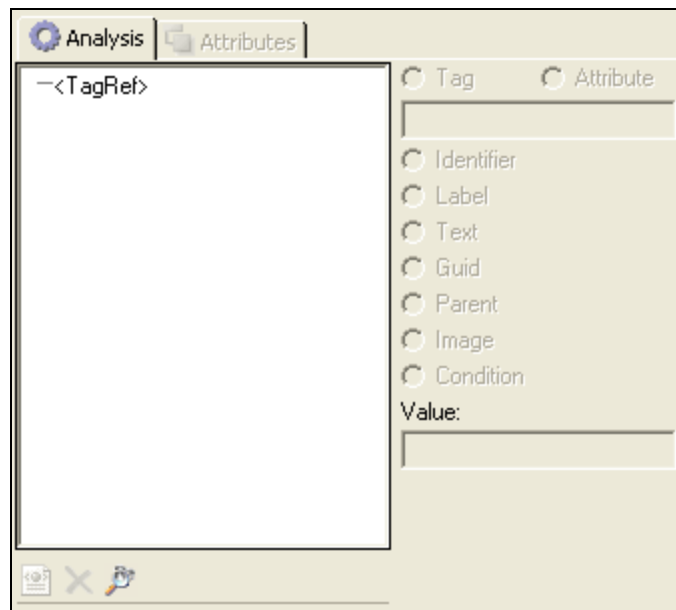 Analysis Attributes
<TagRef>
Tag Attribute
Identifier
Label
Text
Guid
Parent
Image
Condition
Value: